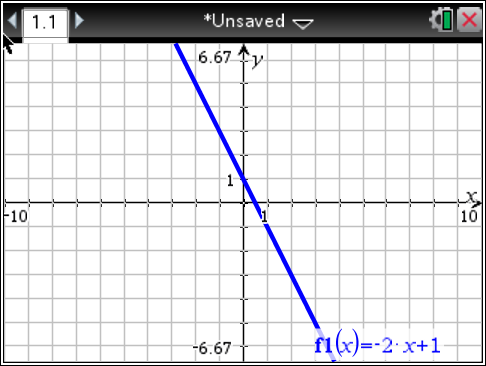 1.1 *Unsaved
6.67 y
1
x
-10 1 10
-6.67 f1(x)=-2·x+1